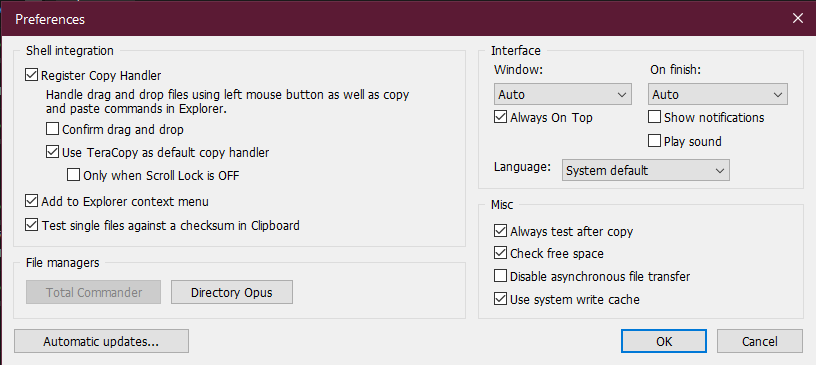 Preferences
Shell integration
Register Copy Handler
Handle drag and drop files using left mouse button as well as copy
and paste commands in Explorer.
Confirm drag and drop
Use TeraCopy as default copy handler
Only when Scroll Lock is OFF
Add to Explorer context menu
Test single files against a checksum in Clipboard
File managers
Total Commander
Directory Opus
Automatic updates...
Interface
Window:
On finish:
Auto
Auto
Always On Top
Show notifications
Play sound
Language:
System default
Misc
Always test after copy
Check free space
Disable asynchronous file transfer
Use system write cache
OK
Cancel